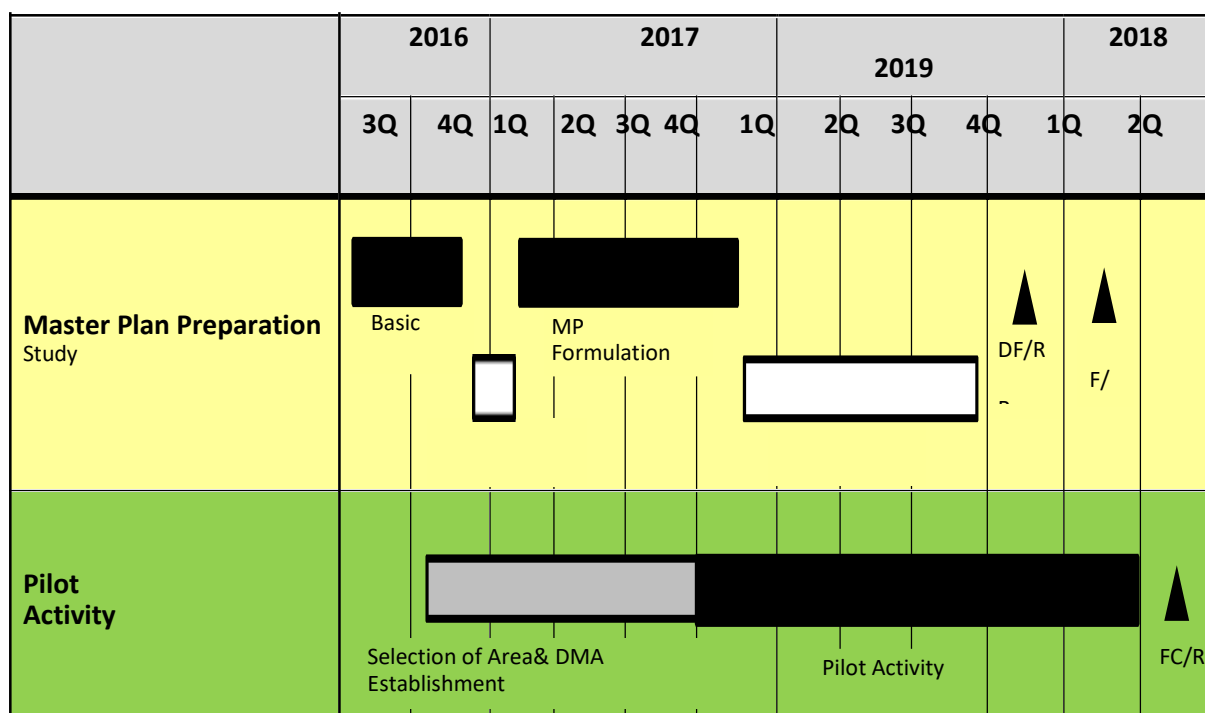 2016 2017 2018
2019
3Q 4Q 1Q 2Q 3Q 4Q 1Q 2Q 3Q 4Q 1Q 2Q
Master Plan Preparation
Study
Basic
MP
Formulation
DF/R
F/
Pilot
Activity
Selection of Area& DMA
Establishment
Pilot Activity
FC/R